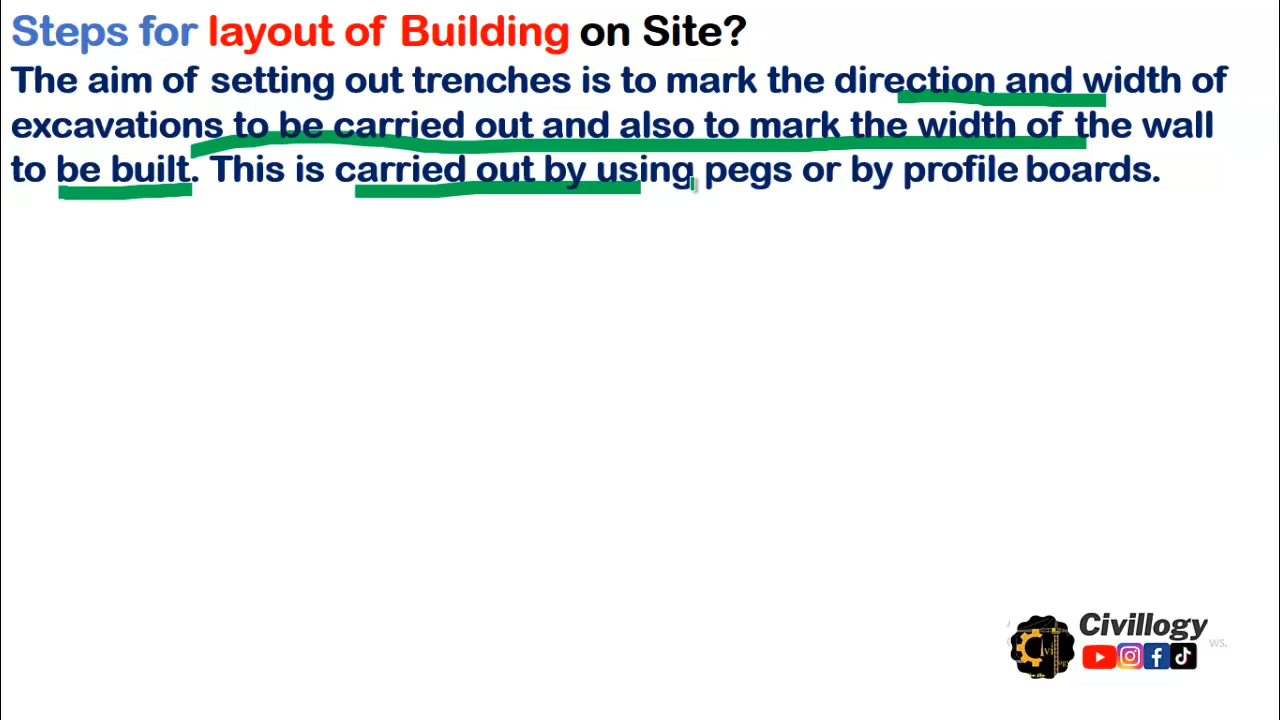 Steps for layout of Building on Site?
The aim of setting out trenches is to mark the direction and width of
excavations to be carried out and also to mark the width of the wall
to be built. This is carried out by using pegs or by profile boards.
Civillogy
ws.